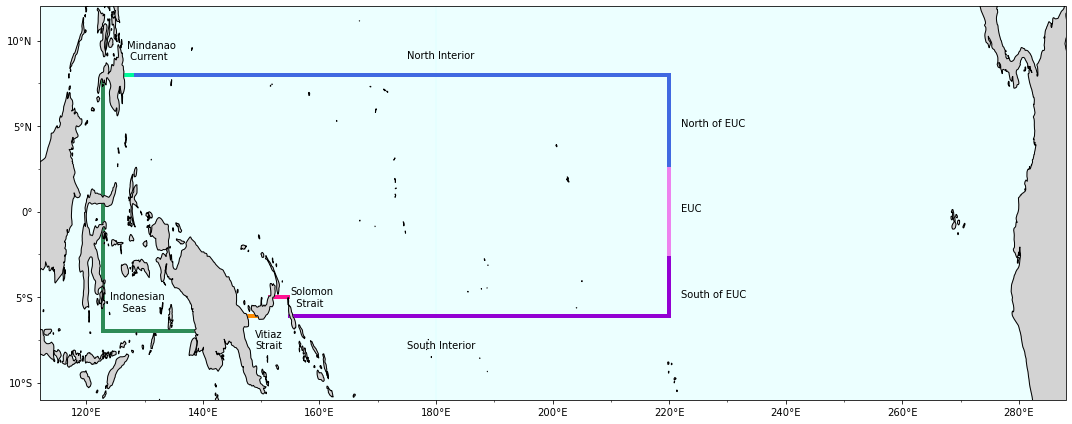 10°N
5°N
0°
5°S
10°S
Mindanao
Current
North Interior
North of EUC
EUC
South of EUC
Indonesian
Seas
Solomon
Strait
Vitiaz
Strait
South Interior
120°E
140°E
160°E
180°E
200°E
220°E
240°E
260°E
280°E